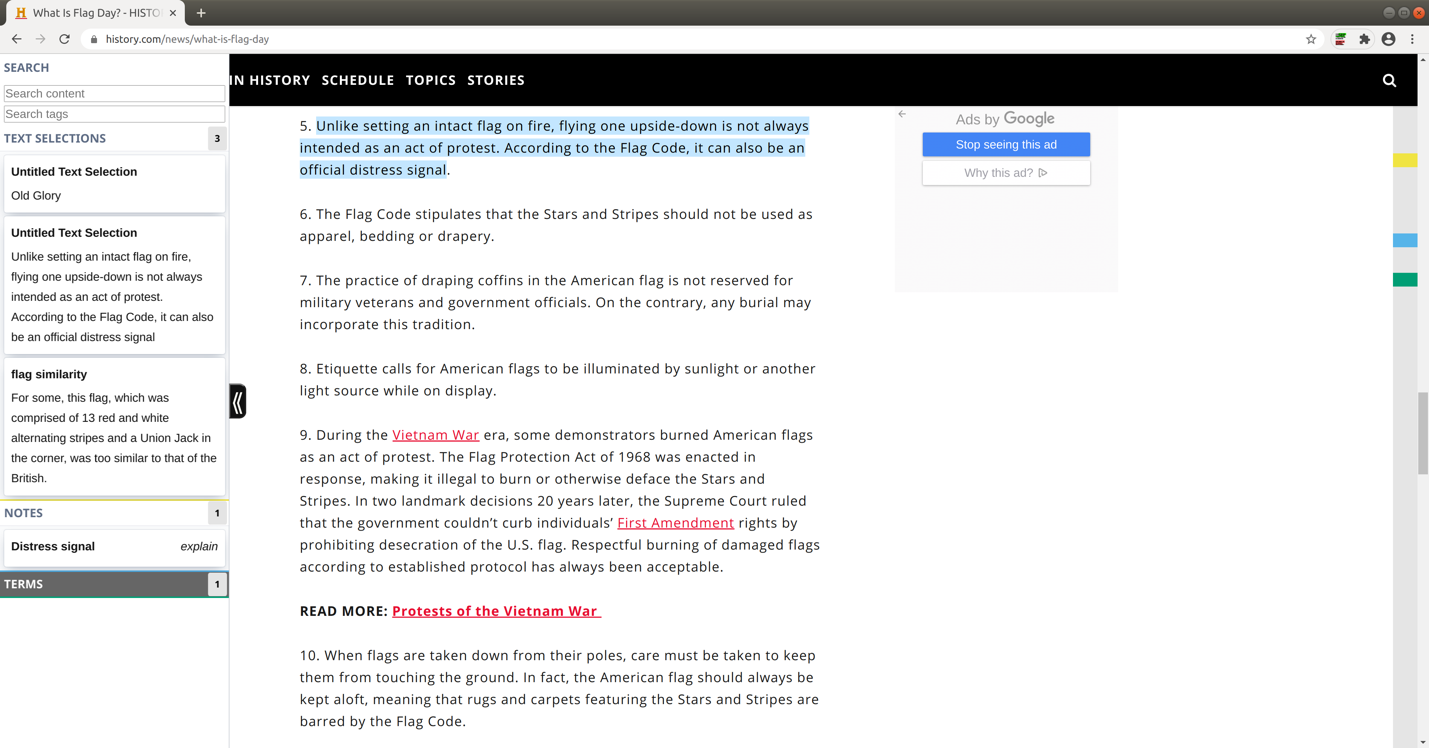 What Is Flag Day? - HISTO
history.com/news/what-is-flag-day
SEARCH
Search content
Search tags
TEXT SELECTIONS 3
Untitled Text Selection
Old Glory
Untitled Text Selection
Unlike setting an intact flag on fire,
flying one upside-down is not always
intended as an act of protest.
According to the Flag Code, it can also
be an official distress signal
flag similarity
For some, this flag, which was
comprised of 13 red and white
alternating stripes and a Union Jack in
the corner, was too similar to that of the
British.
NOTES 1
Distress signal explain
TERMS 1
IN HISTORY SCHEDULE TOPICS STORIES
5. Unlike setting an intact flag on fire, flying one upside-down is not always
intended as an act of protest. According to the Flag Code, it can also be an
official distress signal.
6. The Flag Code stipulates that the Stars and Stripes should not be used as
apparel, bedding or drapery.
7. The practice of draping coffins in the American flag is not reserved for
military veterans and government officials. On the contrary, any burial may
incorporate this tradition.
8. Etiquette calls for American flags to be illuminated by sunlight or another
light source while on display.
9. During the Vietnam War era, some demonstrators burned American flags
as an act of protest. The Flag Protection Act of 1968 was enacted in
response, making it illegal to burn or otherwise deface the Stars and
Stripes. In two landmark decisions 20 years later, the Supreme Court ruled
that the government couldn’t curb individuals’ First Amendment rights by
prohibiting desecration of the U.S. flag. Respectful burning of damaged flags
according to established protocol has always been acceptable.
READ MORE: Protests of the Vietnam War
10. When flags are taken down from their poles, care must be taken to keep
them from touching the ground. In fact, the American flag should always be
kept aloft, meaning that rugs and carpets featuring the Stars and Stripes are
barred by the Flag Code.
Ads by Google
Stop seeing this ad
Why this ad?